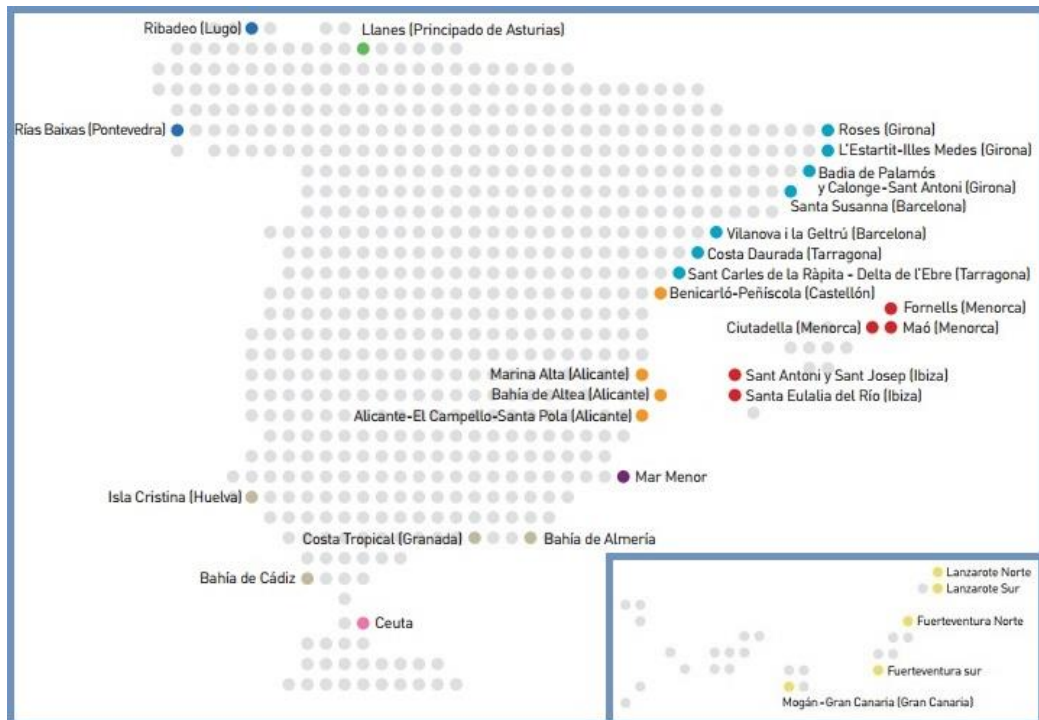 Ribadeo (Lugo)
Llanes (Principado de Asturias)
Rías Baixas (Pontevedra)
Roses (Girona)
L'Estartit-Illes Medes (Girona)
Badia de Palamós
y Calonge-Sant Antoni (Girona)
Santa Susanna (Barcelona)
Vilanova i la Geltrú (Barcelona)
Costa Daurada (Tarragona)
Sant Carles de la Ràpita - Delta de l'Ebre (Tarragona)
Benicarló-Peñíscola (Castellón)
Fornells (Menorca)
Ciutadella (Menorca)
Maó (Menorca)
Marina Alta (Alicante)
Sant Antoni y Sant Josep (Ibiza)
Bahía de Altea (Alicante)
Santa Eulalia del Río (Ibiza)
Alicante-El Campello-Santa Pola (Alicante)
Mar Menor
Isla Cristina (Huelva)
Costa Tropical (Granada)
Bahía de Almería
Bahía de Cádiz
Ceuta
Lanzarote Norte
Lanzarote Sur
Fuerteventura Norte
Fuerteventura sur
Mogán-Gran Canaria (Gran Canaria)